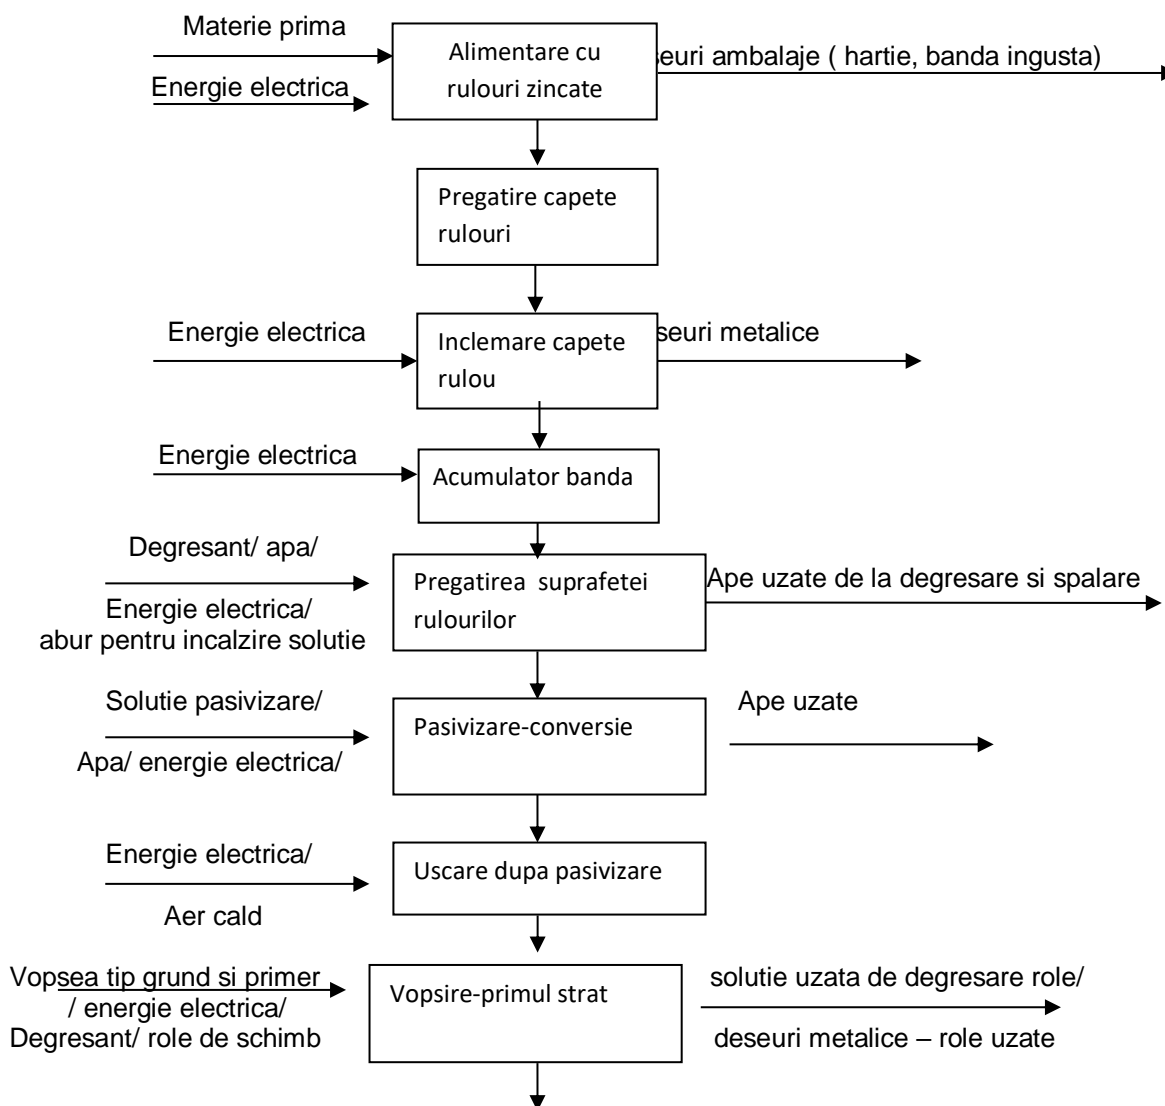 Materie prima
Energie electrica
Alimentare cu
rulouri zincate
seuri ambalaje ( hartie, banda ingusta)
Pregatire capete
rulouri
Energie electrica
Inclemare capete
rulou
seuri metalice
Energie electrica
Acumulator banda
Degresant/ apa/
Energie electrica/
abur pentru incalzire solutie
Pregatirea suprafetei
rulourilor
Ape uzate de la degresare si spalare
Solutie pasivizare/
Apa/ energie electrica/
Pasivizare-conversie
Ape uzate
Energie electrica/
Aer cald
Uscare dupa pasivizare
Vopsea tip grund si primer
/ energie electrica/
Degresant/ role de schimb
Vopsire-primul strat
solutie uzata de degresare role/
deseuri metalice – role uzate